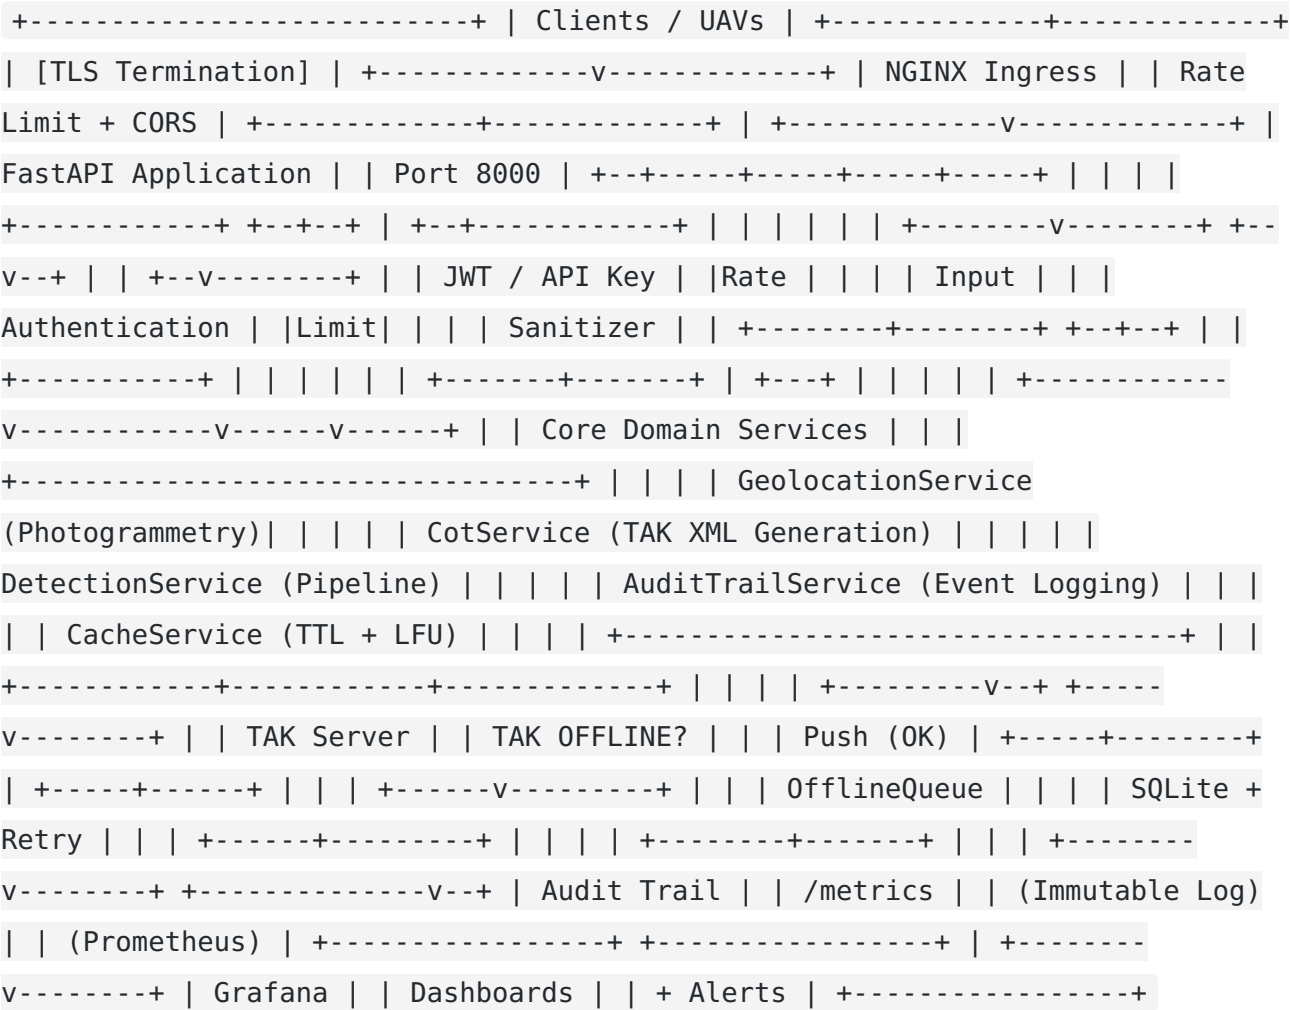 +---------------------------+ | Clients / UAVs | +-------------+-------------+
| [TLS Termination] | +-------------v-------------+ | NGINX Ingress | | Rate
Limit + CORS | +-------------+-------------+ | +-------------v-------------+ |
FastAPI Application | | Port 8000 | +--+-----+-----+-----+-----+ | | | |
+------------+ +--+--+ | +--+------------+ | | | | | | +--------v--------+ +--
v--+ | | +--v--------+ | | JWT / API Key | |Rate | | | | Input | | |
Authentication | |Limit| | | | Sanitizer | | +--------+--------+ +--+--+ | |
+-----------+ | | | | | | +-------+-------+ | +---+ | | | | | +------------
v------------v------v------+ | | Core Domain Services | | |
+----------------------------------+ | | | | GeolocationService
(Photogrammetry)| | | | | CotService (TAK XML Generation) | | | | |
DetectionService (Pipeline) | | | | | AuditTrailService (Event Logging) | | |
| | CacheService (TTL + LFU) | | | | +----------------------------------+ | |
+------------+------------+-------------+ | | | | +---------v--+ +-----
v--------+ | | TAK Server | | TAK OFFLINE? | | | Push (OK) | +-----+--------+
| +-----+------+ | | | +------v---------+ | | | OfflineQueue | | | | SQLite +
Retry | | | +------+---------+ | | | | +--------+-------+ | | | +--------
v--------+ +--------------v--+ | Audit Trail | | /metrics | | (Immutable Log)
| | (Prometheus) | +-----------------+ +-----------------+ | +--------
v--------+ | Grafana | | Dashboards | | + Alerts | +-----------------+